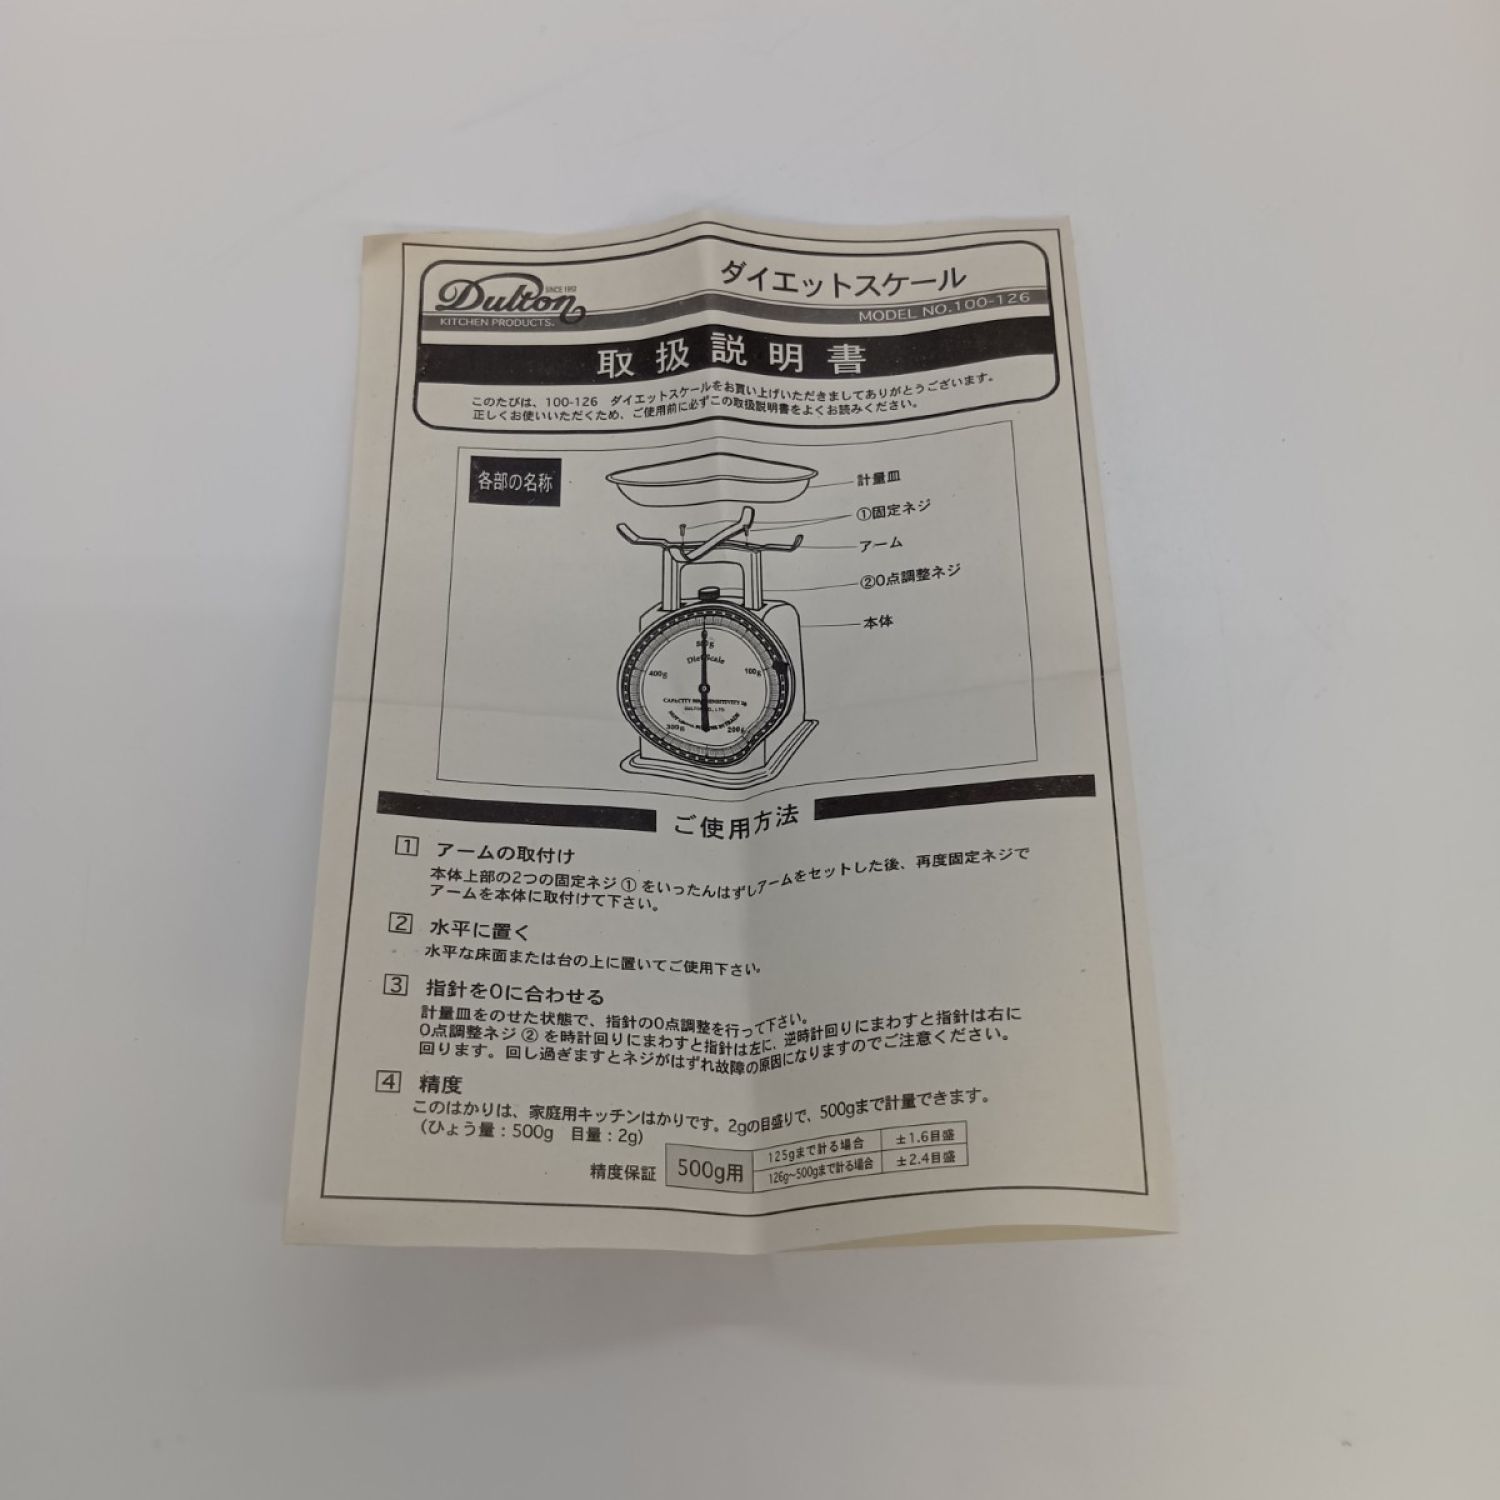 Dulton
SINCE 1952
KITCHEN PRODUCTS.
ダイエットスケール
MODEL NO.100-126
取扱説明書
このたびは、100-126 ダイエットスケールをお買い上げいただきましてありがとうございます。
正しくお使いいただくため、ご使用前に必ずこの取扱説明書をよくお読みください。
各部の名称
計量皿
①固定ネジ
アーム
②0点調整ネジ
本体
500g
Diet Scale
400g
100g
300g
200g
ご使用方法
1 アームの取付け
本体上部の2つの固定ネジ①をいったんはずしアームをセットした後、再度固定ネジで
アームを本体に取付けて下さい。
2 水平に置く
水平な床面または台の上に置いてご使用下さい。
3 指針を0に合わせる
計量皿をのせた状態で、指針の0点調整を行って下さい。
0点調整ネジ②を時計回りにまわすと指針は左に、逆時計回りにまわすと指針は右に
回ります。回し過ぎますとネジがはずれ故障の原因になりますのでご注意ください。
4 精度
このはかりは、家庭用キッチンはかりです。2gの目盛りで、500gまで計量できます。
(ひょう量:500g 目量:2g)
精度保証 500g用
125gまで計る場合 ±1.6目盛
126g~500gまで計る場合 ±2.4目盛